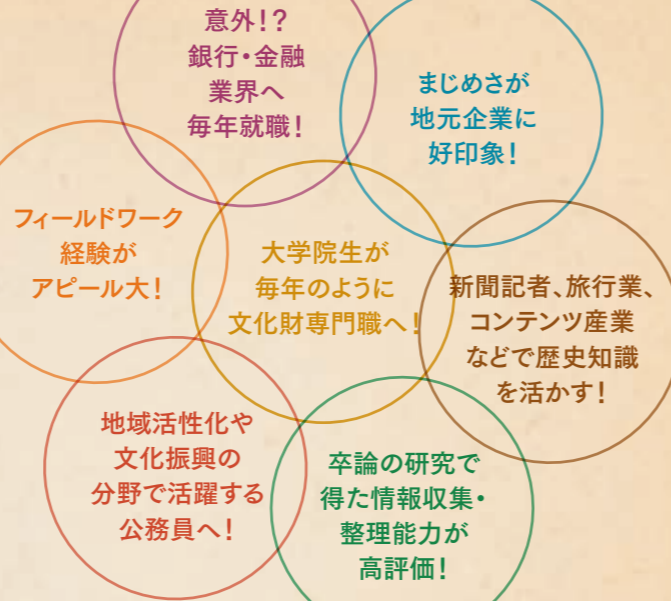 意外!?
銀行・金融
業界へ
毎年就職!
まじめさが
地元企業に
好印象!
フィールドワーク
経験が
アピール大!
大学院生が
毎年のように
文化財専門職へ!
新聞記者、旅行業、
コンテンツ産業
などで歴史知識
を活かす!
地域活性化や
文化振興の
分野で活躍する
公務員へ!
卒論の研究で
得た情報収集・
整理能力が
高評価!